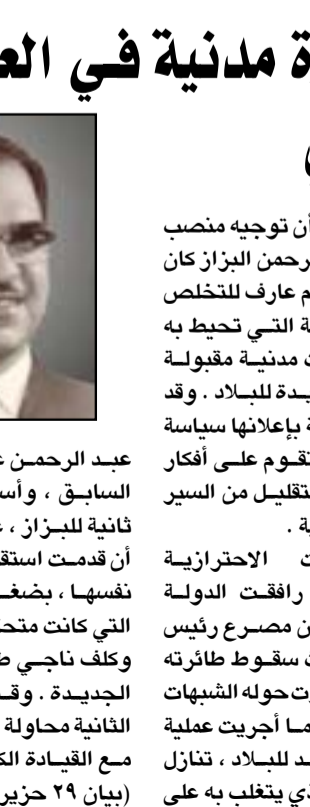 ة مدنية في الع
ي
أن توجيه منصب
رحمن البزاز كان
م عارف للتخلص
ة التي تحيط به
ت مدنية مقبولة
يدة للبلاد . وقد
ة بإعلانها سياسة
تقوم على أفكار
تقليل من السير
ية .
ت الاحترازية
رافقت الدولة
ن مصرع رئيس
ت سقوط طائرته
وت حوله الشبهات
ما أجريت عملية
د للبلاد ، تنازل
ذي يتغلب به على
عبد الرحمن ع
السابق ، وأس
ثانية للبزاز ، ع
أن قدمت استق
نفسها ، بضغ
التي كانت متح
وكلف ناجي ط
الجديدة . وق
الثانية محاولة
مع القيادة الك
(بيان ٢٩ حزير